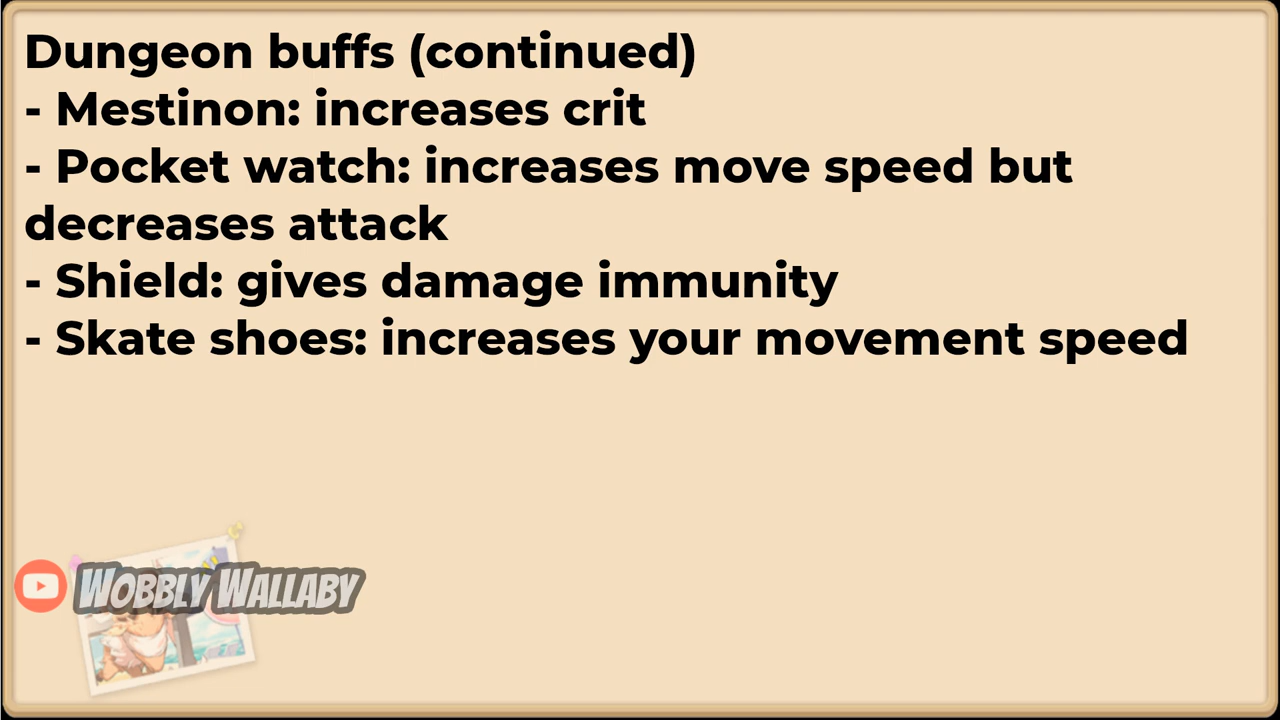 Dungeon buffs (continued)
- Mestinon: increases crit
- Pocket watch: increases move speed but
decreases attack
- Shield: gives damage immunity
- Skate shoes: increases your movement speed
Wobbly Wallaby